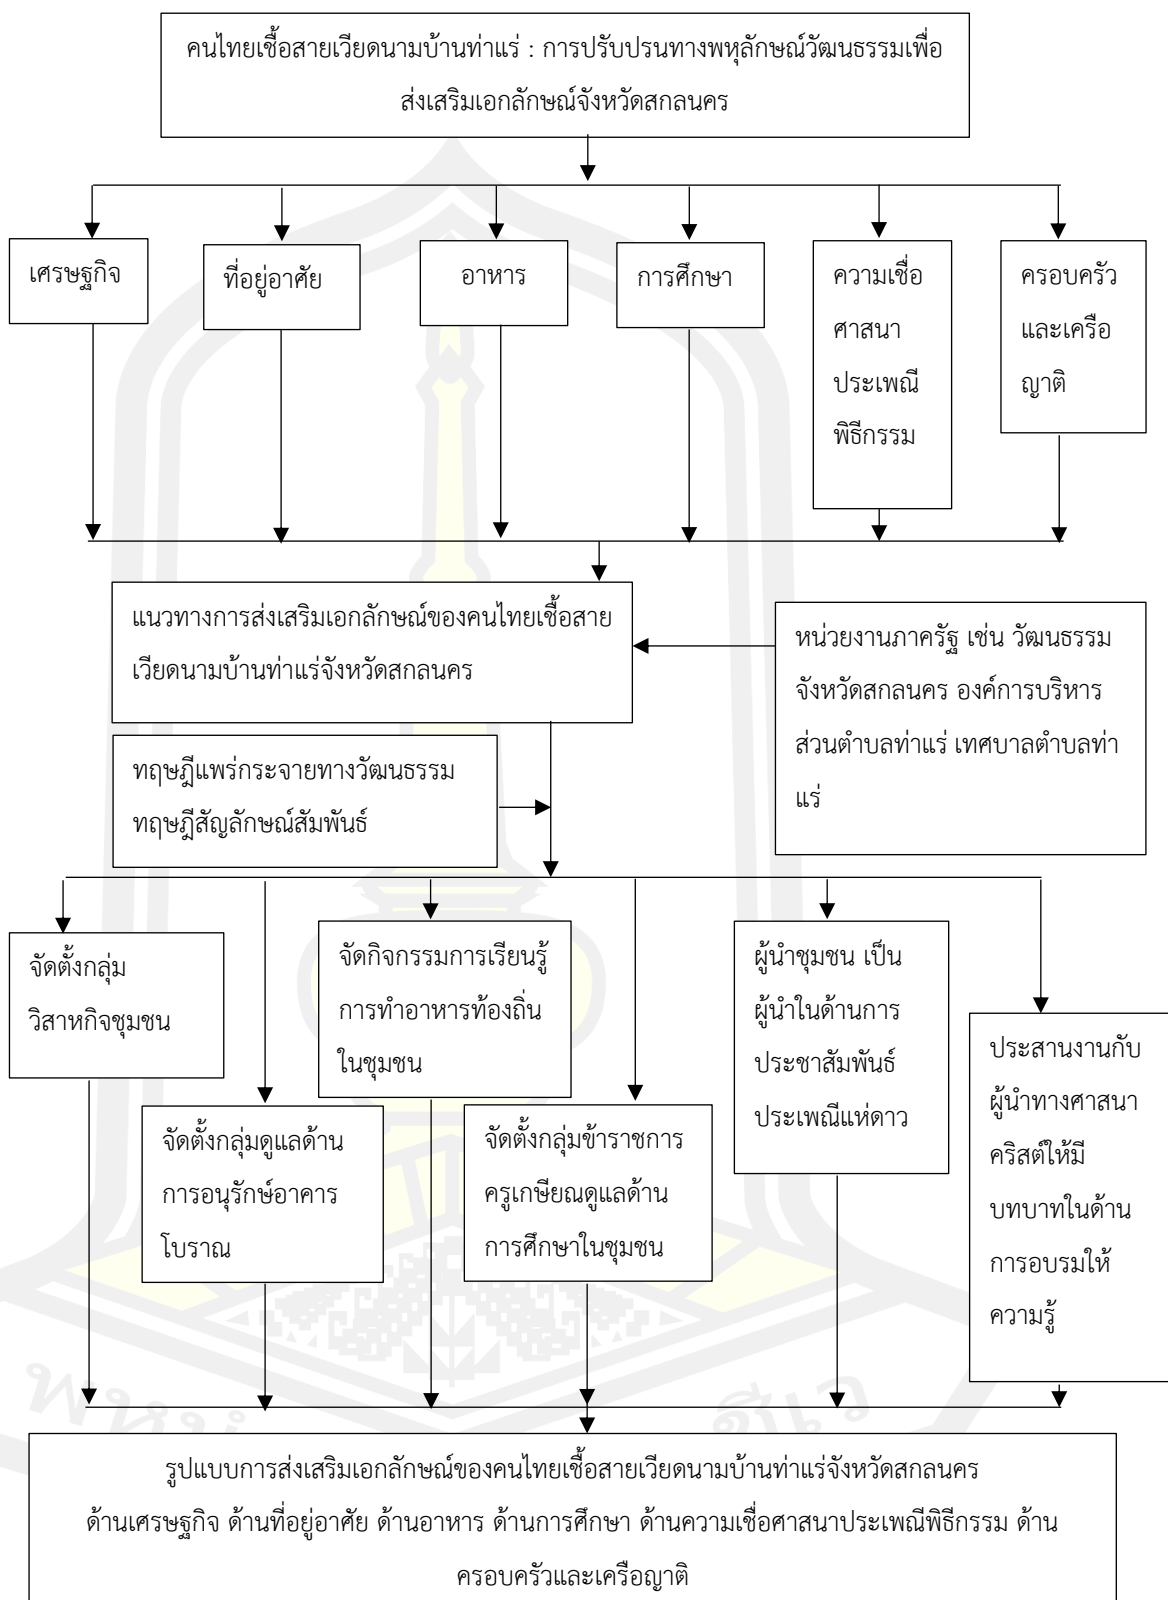 คนไทยเชื้อสายเวียดนามบ้านท่าแร่ : การปรับปรนทางพหุลักษณ์วัฒนธรรมเพื่อ
ส่งเสริมเอกลักษณ์จังหวัดสกลนคร
เศรษฐกิจ
ที่อยู่อาศัย
อาหาร
การศึกษา
ความเชื่อ
ศาสนา
ประเพณี
พิธีกรรม
ครอบครัว
และเครือ
ญาติ
แนวทางการส่งเสริมเอกลักษณ์ของคนไทยเชื้อสาย
เวียดนามบ้านท่าแร่จังหวัดสกลนคร
หน่วยงานภาครัฐ เช่น วัฒนธรรม
จังหวัดสกลนคร องค์การบริหาร
ส่วนตำบลท่าแร่ เทศบาลตำบลท่า
แร่
ทฤษฎีแพร่กระจายทางวัฒนธรรม
ทฤษฎีสัญลักษณ์สัมพันธ์
จัดตั้งกลุ่ม
วิสาหกิจชุมชน
จัดตั้งกลุ่มดูแลด้าน
การอนุรักษ์อาคาร
โบราณ
จัดกิจกรรมการเรียนรู้
การทำอาหารท้องถิ่น
ในชุมชน
จัดตั้งกลุ่มข้าราชการ
ครูเกษียณดูแลด้าน
การศึกษาในชุมชน
ผู้นำชุมชน เป็น
ผู้นำในด้านการ
ประชาสัมพันธ์
ประเพณีแห่ดาว
ประสานงานกับ
ผู้นำทางศาสนา
คริสต์ให้มี
บทบาทในด้าน
การอบรมให้
ความรู้
รูปแบบการส่งเสริมเอกลักษณ์ของคนไทยเชื้อสายเวียดนามบ้านท่าแร่จังหวัดสกลนคร
ด้านเศรษฐกิจ ด้านที่อยู่อาศัย ด้านอาหาร ด้านการศึกษา ด้านความเชื่อศาสนาประเพณีพิธีกรรม ด้าน
ครอบครัวและเครือญาติ